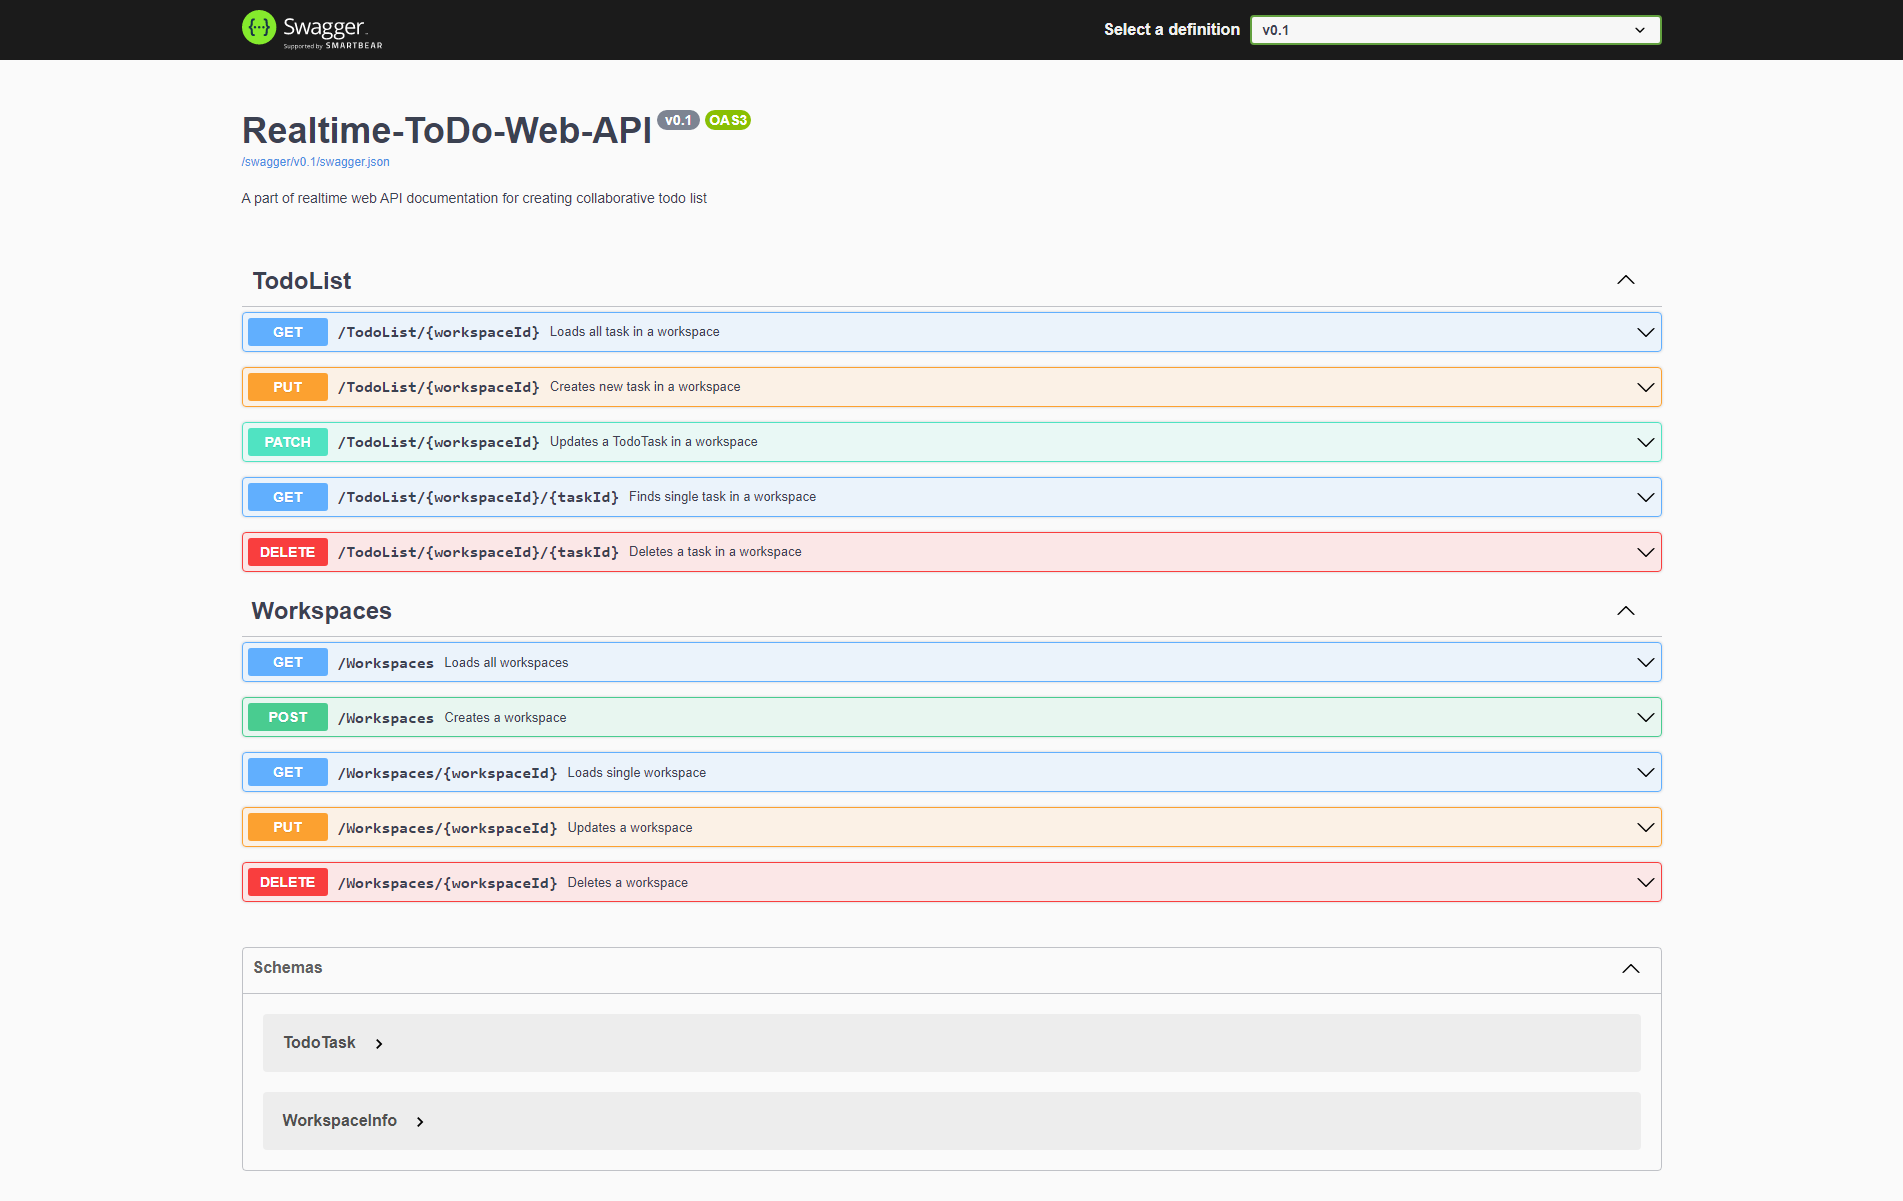 Swagger
Supported by SMARTBEAR
Select a definition
v0.1
Realtime-ToDo-Web-API v0.1 OAS3
/swagger/v0.1/swagger.json
A part of realtime web API documentation for creating collaborative todo list
TodoList
GET /TodoList/{workspaceId} Loads all task in a workspace
PUT /TodoList/{workspaceId} Creates new task in a workspace
PATCH /TodoList/{workspaceId} Updates a TodoTask in a workspace
GET /TodoList/{workspaceId}/{taskId} Finds single task in a workspace
DELETE /TodoList/{workspaceId}/{taskId} Deletes a task in a workspace
Workspaces
GET /Workspaces Loads all workspaces
POST /Workspaces Creates a workspace
GET /Workspaces/{workspaceId} Loads single workspace
PUT /Workspaces/{workspaceId} Updates a workspace
DELETE /Workspaces/{workspaceId} Deletes a workspace
Schemas
TodoTask
WorkspaceInfo